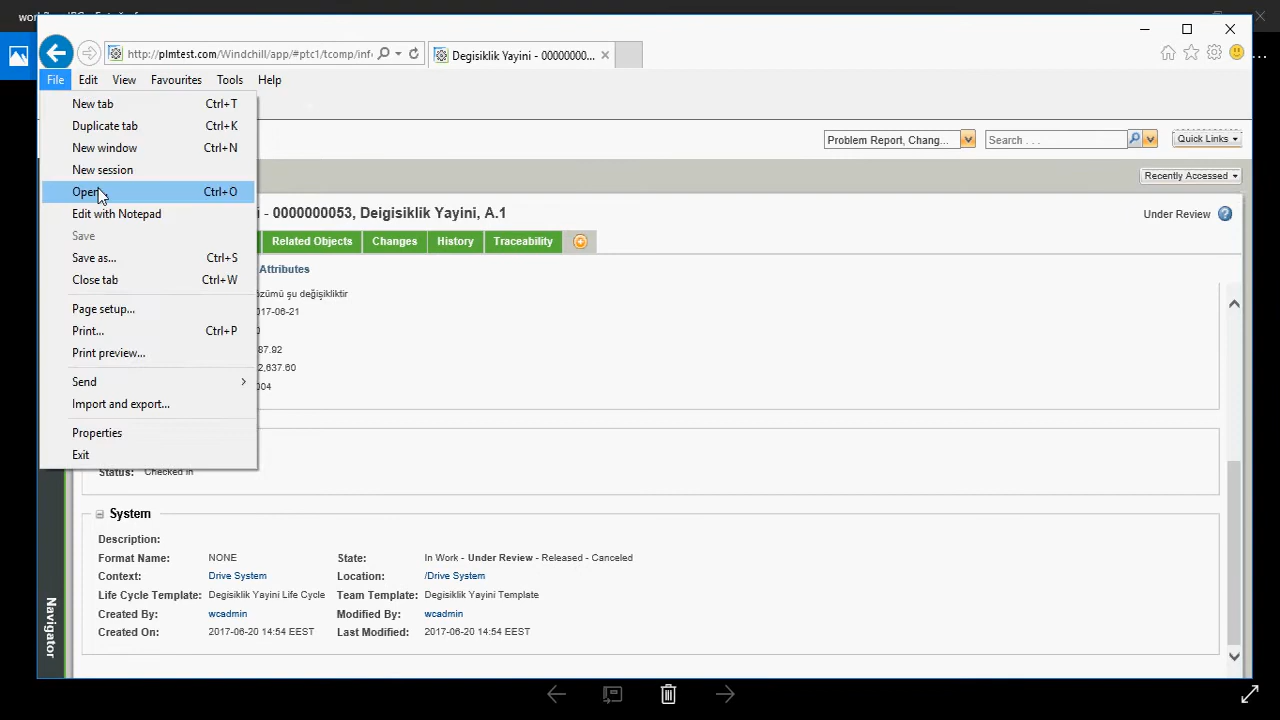 http://plmtest.com/Windchill/app/#ptc1/tcomp/inf
Degisiklik Yayini - 00000000...
File Edit View Favourites Tools Help
New tab Ctrl+T
Duplicate tab Ctrl+K
New window Ctrl+N
New session
Open Ctrl+O
Edit with Notepad
Save
Save as... Ctrl+S
Close tab Ctrl+W
Page setup...
Print... Ctrl+P
Print preview...
Send
Import and export...
Properties
Exit
Problem Report, Chang...
Search . . .
Quick Links
Recently Accessed
- 0000000053, Deigisiklik Yayini, A.1
Under Review
Related Objects Changes History Traceability
Attributes
şu değişikliktir
017-06-21
0
87.92
2,637.60
004
Status: Checked in
System
Description:
Format Name: NONE State: In Work - Under Review - Released - Canceled
Context: Drive System Location: /Drive System
Life Cycle Template: Degisiklik Yayini Life Cycle Team Template: Degisiklik Yayini Template
Created By: wcadmin Modified By: wcadmin
Created On: 2017-06-20 14:54 EEST Last Modified: 2017-06-20 14:54 EEST
Navigator